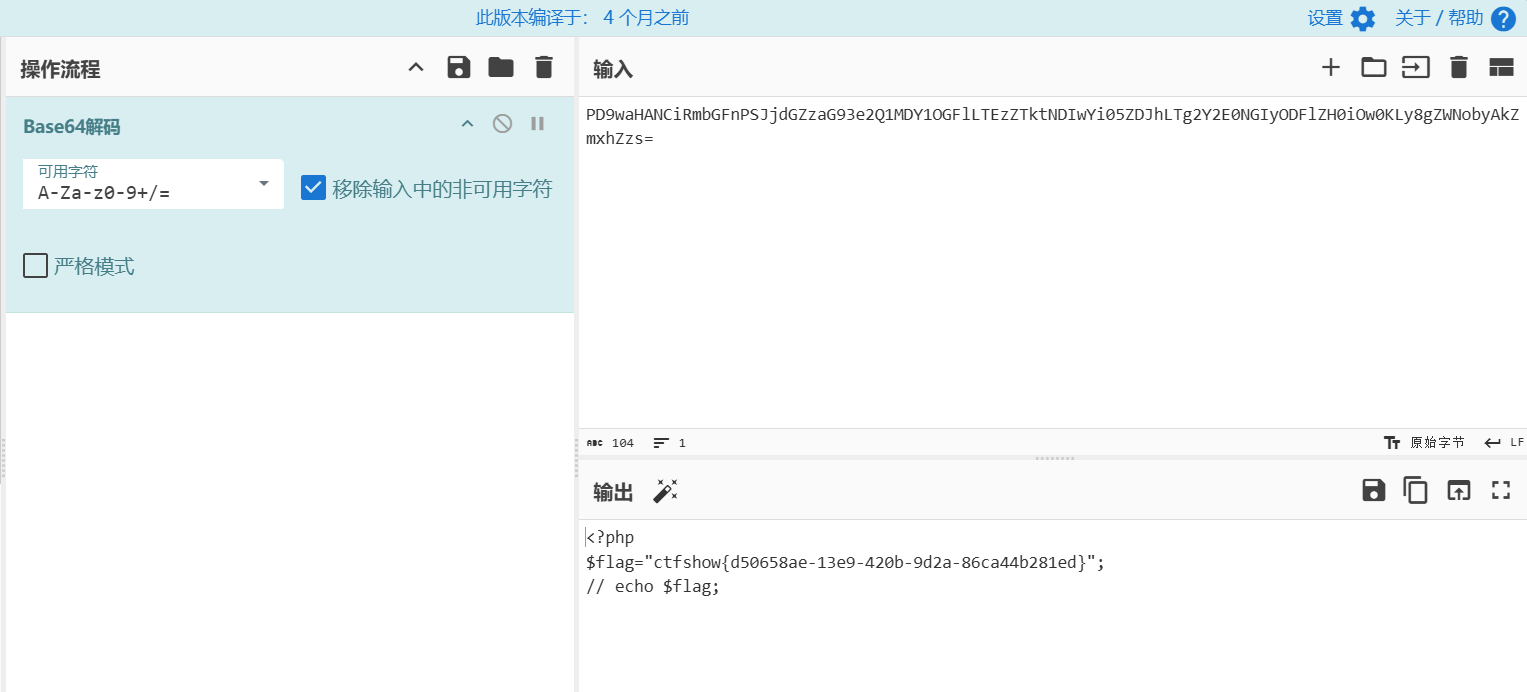 此版本编译于： 4 个月之前
设置 关于 / 帮助
操作流程
Base64解码
可用字符
A-Za-z0-9+/=
移除输入中的非可用字符
严格模式
输入
PD9waHANCiRmbGFnPSJjdGZzaG93e2Q1MDY1OGFlLTEzZTktNDIwYi05ZDJhLTg2Y2E0NGIyODFlZH0iOw0KLy8gZWNobyAkZ
mxhZzs=
ABC 104 1
原始字节 LF
输出
<?php
$flag="ctfshow{d50658ae-13e9-420b-9d2a-86ca44b281ed}";
// echo $flag;